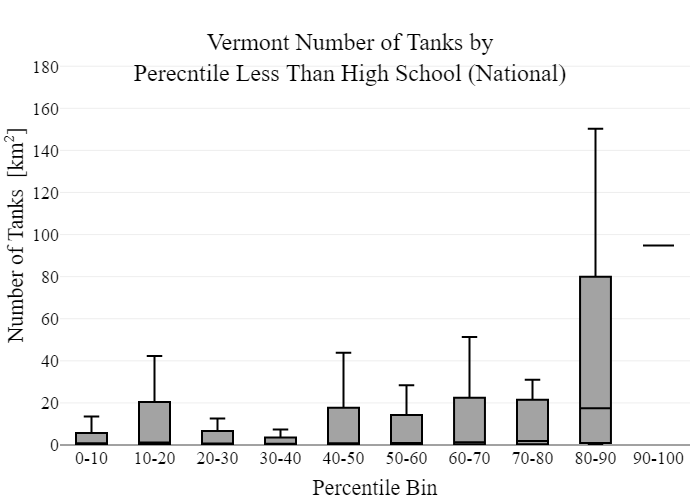 Vermont Number of Tanks by
Perecntile Less Than High School (National)
Number of Tanks [km²]
180
160
140
120
100
80
60
40
20
0
0-10 10-20 20-30 30-40 40-50 50-60 60-70 70-80 80-90 90-100
Percentile Bin